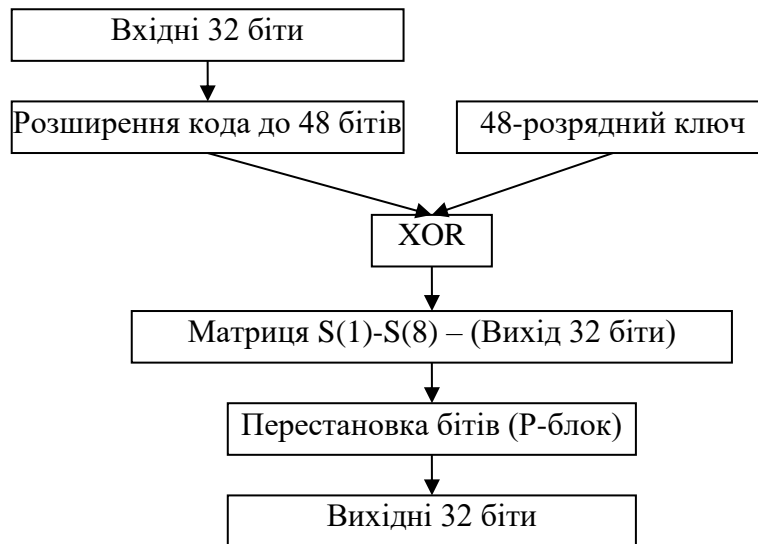 Вхідні 32 біти
Розширення кода до 48 бітів
48-розрядний ключ
XOR
Матриця S(1)-S(8) – (Вихід 32 біти)
Перестановка бітів (P-блок)
Вихідні 32 біти